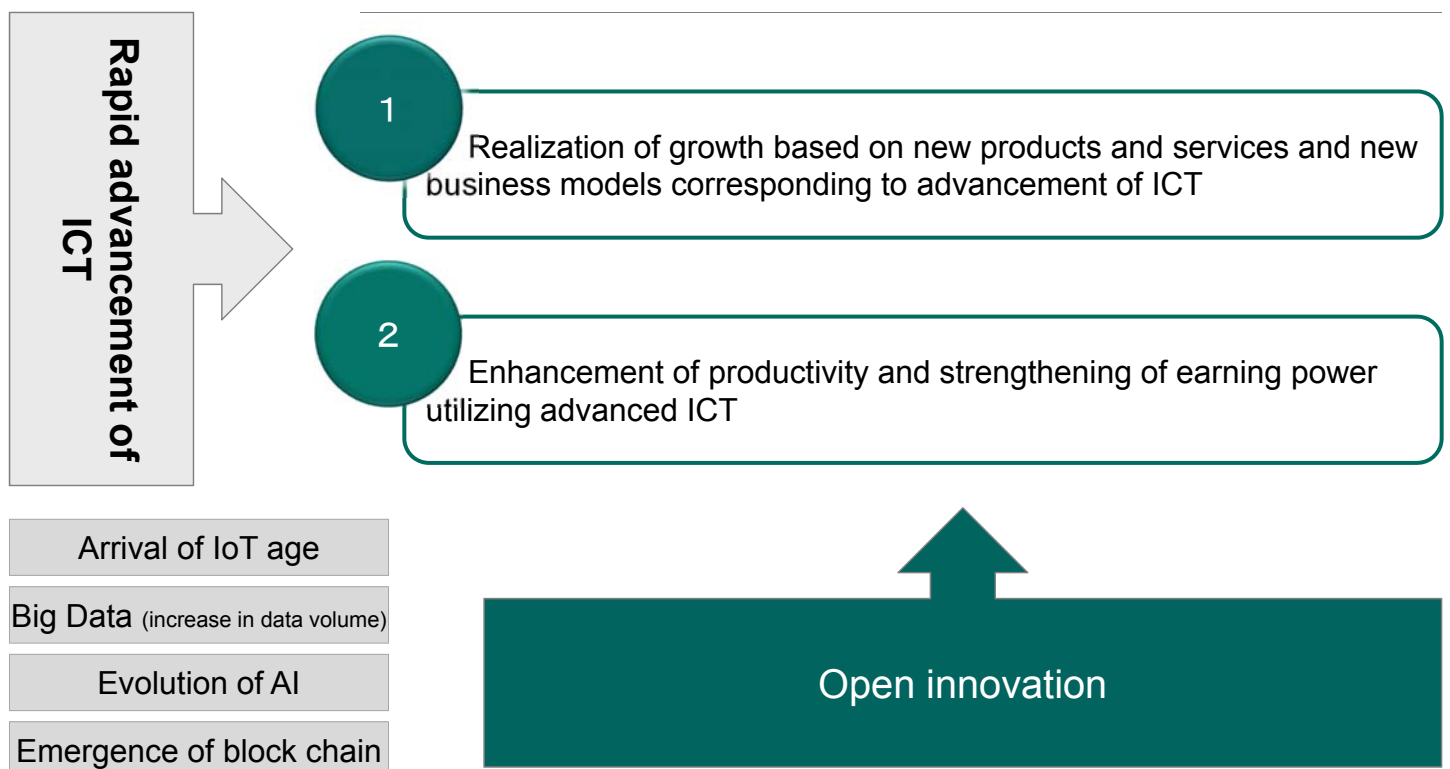 Rapid advancement of
ICT
1
Realization of growth based on new products and services and new
business models corresponding to advancement of ICT
2
Enhancement of productivity and strengthening of earning power
utilizing advanced ICT
Arrival of IoT age
Big Data (increase in data volume)
Evolution of AI
Emergence of block chain
Open innovation